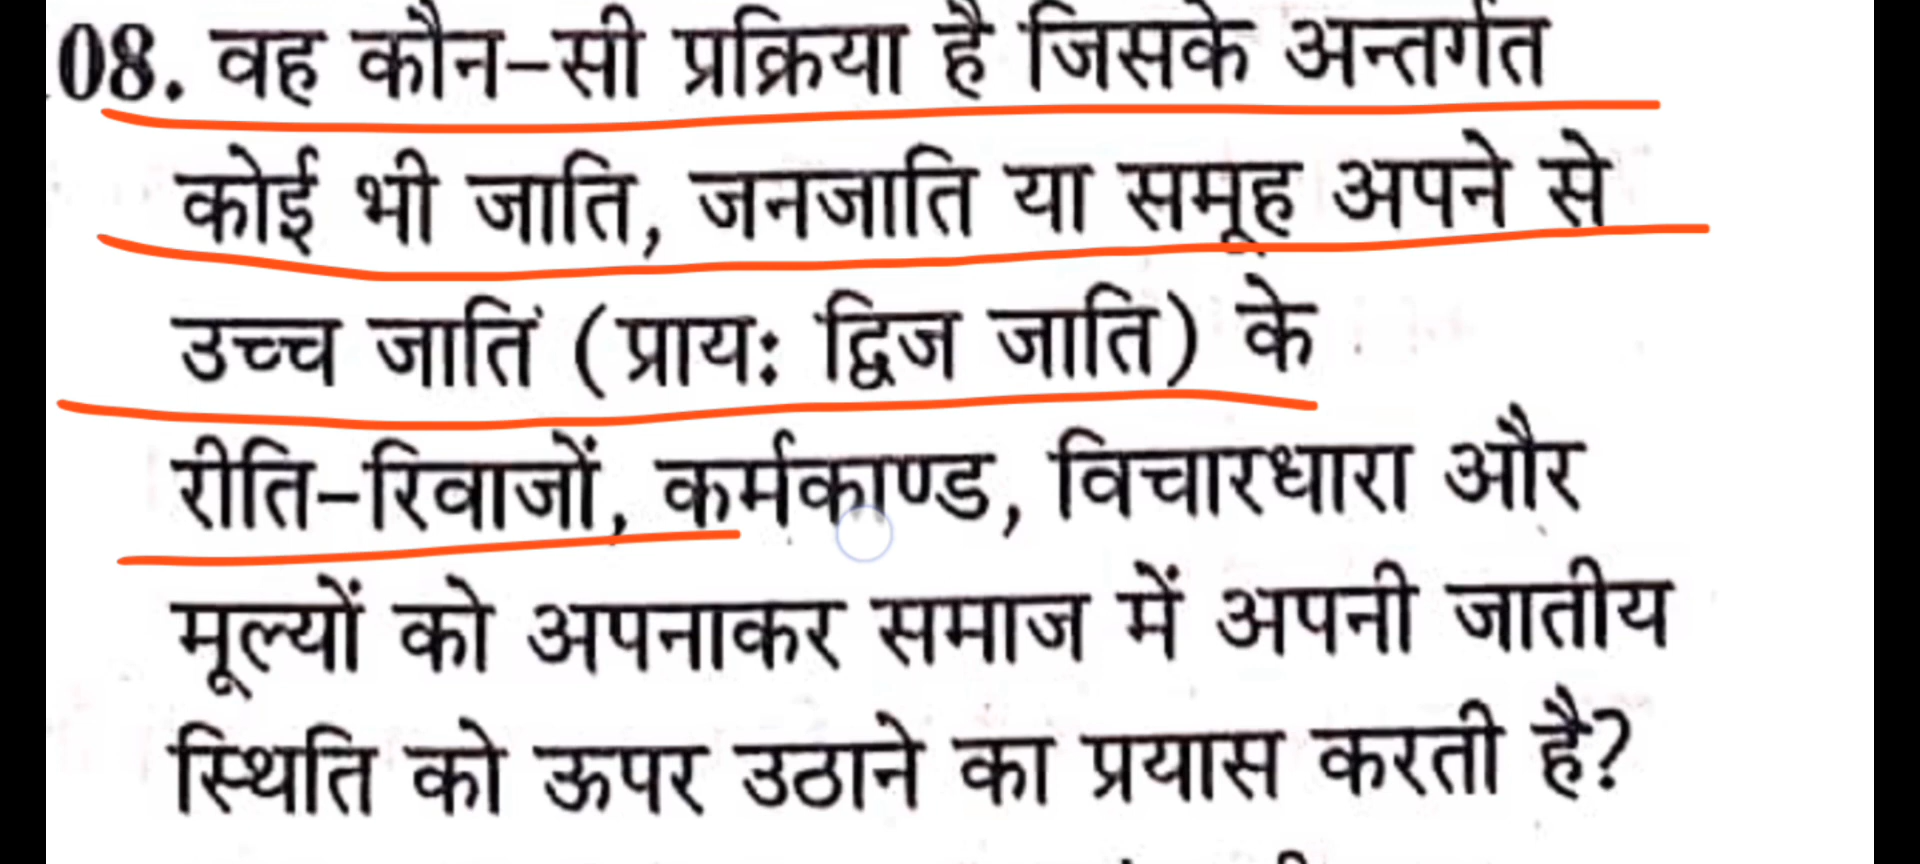 08. वह कौन-सी प्रक्रिया है जिसके अन्तर्गत
कोई भी जाति, जनजाति या समूह अपने से
उच्च जाति (प्रायः द्विज जाति) के
रीति-रिवाजों, कर्मकाण्ड, विचारधारा और
मूल्यों को अपनाकर समाज में अपनी जातीय
स्थिति को ऊपर उठाने का प्रयास करती है?